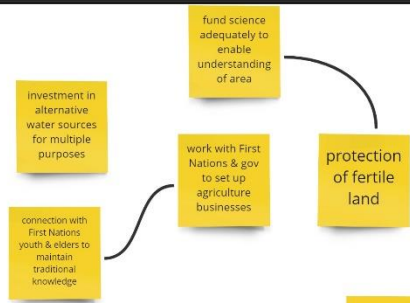 fund science
adequately to
enable
understanding
of area
investment in
alternative
water sources
for multiple
purposes
work with First
Nations & gov
to set up
agriculture
businesses
protection
of fertile
land
connection with
First Nations
youth & elders to
maintain
traditional
knowledge